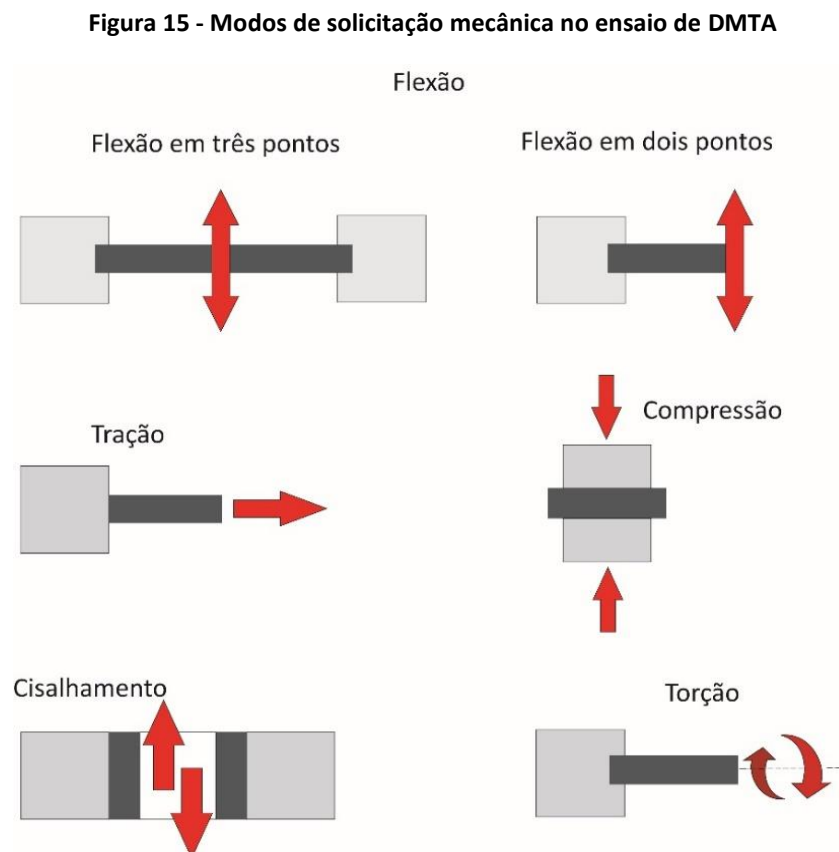 Figura 15 - Modos de solicitação mecânica no ensaio de DMTA
Flexão
Flexão em três pontos
Flexão em dois pontos
Tração
Compressão
Cisalhamento
Torção